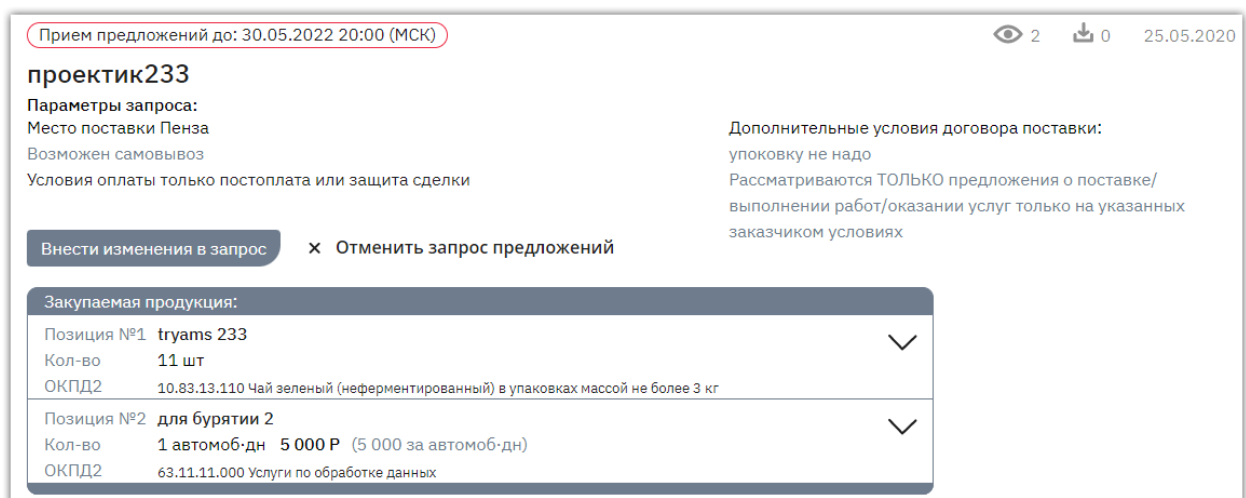 Прием предложений до: 30.05.2022 20:00 (МСК)
2
0
25.05.2020
проектик233
Параметры запроса:
Место поставки Пенза
Возможен самовывоз
Условия оплаты только постоплата или защита сделки
Дополнительные условия договора поставки:
упоковку не надо
Рассматриваются ТОЛЬКО предложения о поставке/
выполнении работ/оказании услуг только на указанных
заказчиком условиях
Внести изменения в запрос
× Отменить запрос предложений
Закупаемая продукция:
Позиция №1 tryams 233
Кол-во 11 шт
ОКПД2 10.83.13.110 Чай зеленый (неферментированный) в упаковках массой не более 3 кг
Позиция №2 для бурятии 2
Кол-во 1 автомоб·дн 5 000 Р (5 000 за автомоб·дн)
ОКПД2 63.11.11.000 Услуги по обработке данных